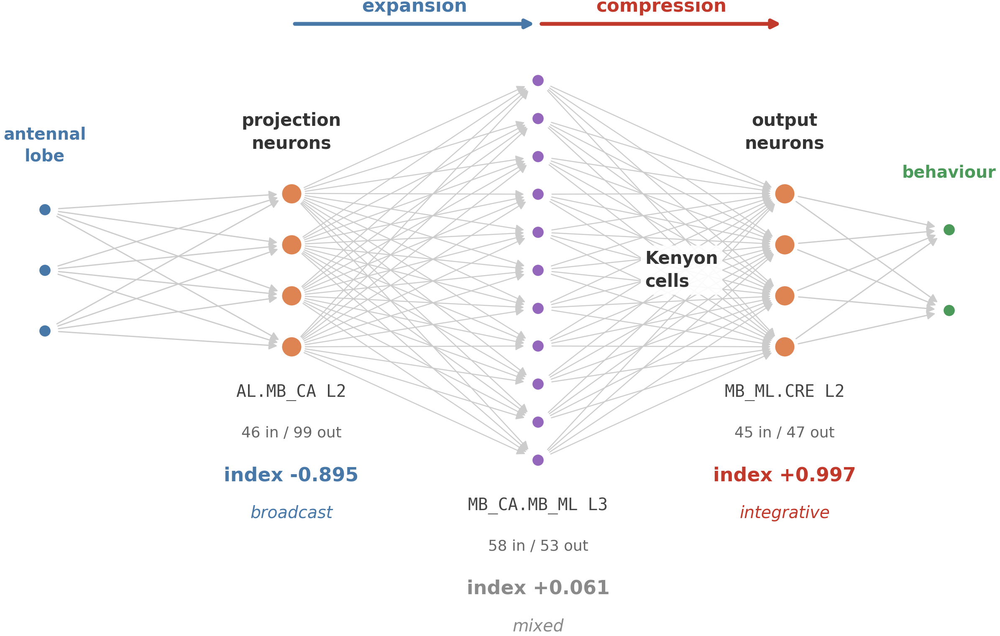 expansion
compression
antennal
lobe
projection
neurons
Kenyon
cells
output
neurons
behaviour
AL.MB_CA L2
46 in / 99 out
index -0.895
broadcast
MB_CA.MB_ML L3
58 in / 53 out
index +0.061
mixed
MB_ML.CRE L2
45 in / 47 out
index +0.997
integrative